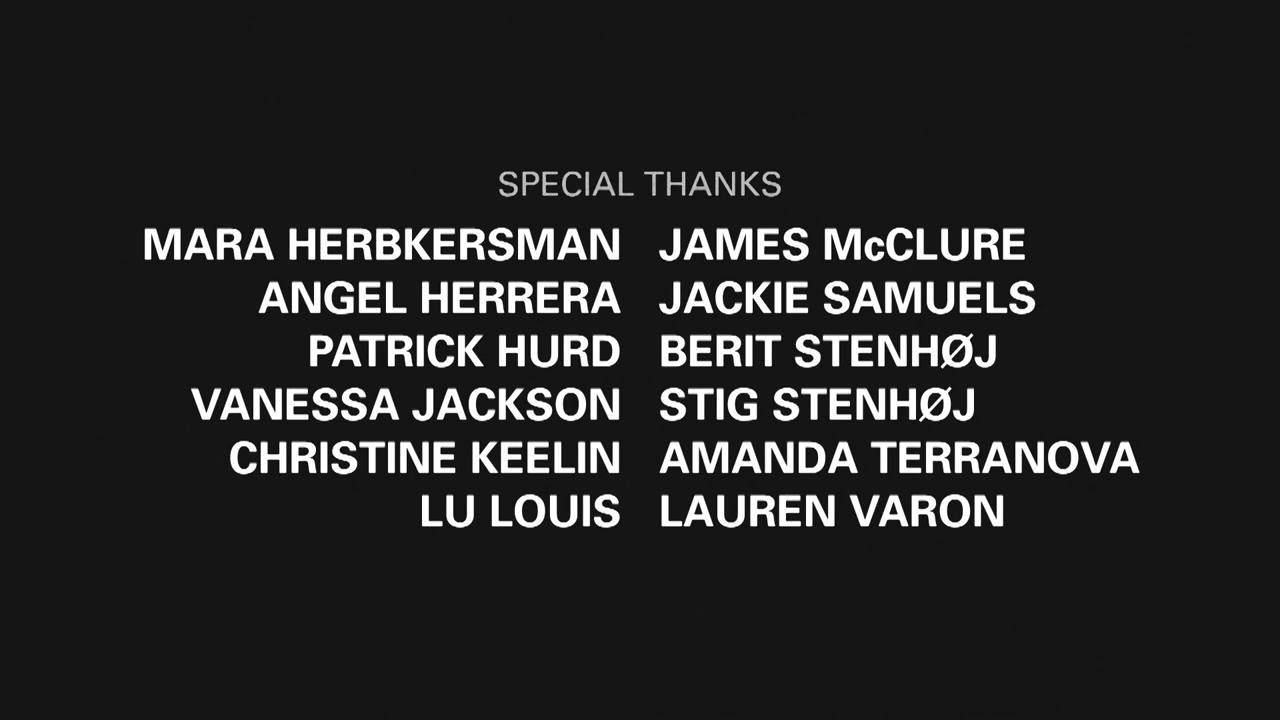 SPECIAL THANKS
MARA HERBKERSMAN JAMES McCLURE
ANGEL HERRERA JACKIE SAMUELS
PATRICK HURD BERIT STENHØJ
VANESSA JACKSON STIG STENHØJ
CHRISTINE KEELIN AMANDA TERRANOVA
LU LOUIS LAUREN VARON